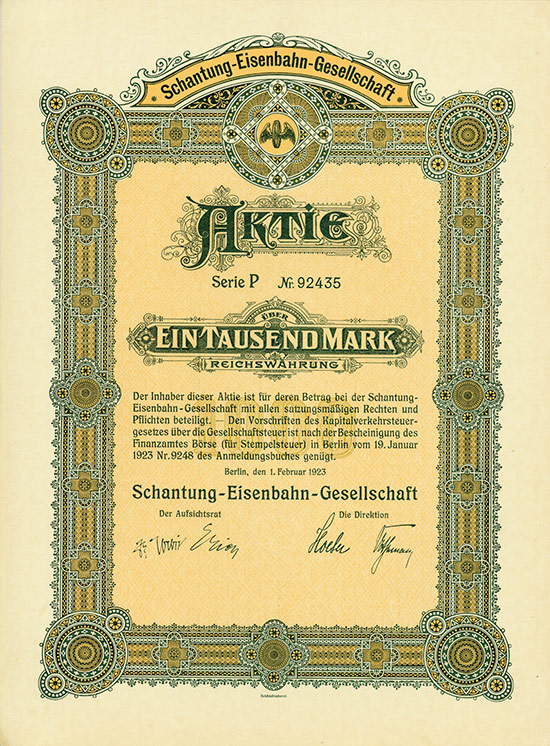 Schantung-Eisenbahn-Gesellschaft
Aktie
Serie P Nr. 92435
ÜBER
EIN TAUSEND MARK
REICHSWÄHRUNG
Der Inhaber dieser Aktie ist für deren Betrag bei der Schantung-
Eisenbahn-Gesellschaft mit allen satzungsmäßigen Rechten und
Pflichten beteiligt. — Den Vorschriften des Kapitalverkehrsteuer-
gesetzes über die Gesellschaftsteuer ist nach der Bescheinigung des
Finanzamtes Börse (für Stempelsteuer) in Berlin vom 19. Januar
1923 Nr. 9248 des Anmeldungsbuches genügt.
Berlin, den 1. Februar 1923
Schantung-Eisenbahn-Gesellschaft
Der Aufsichtsrat Die Direktion